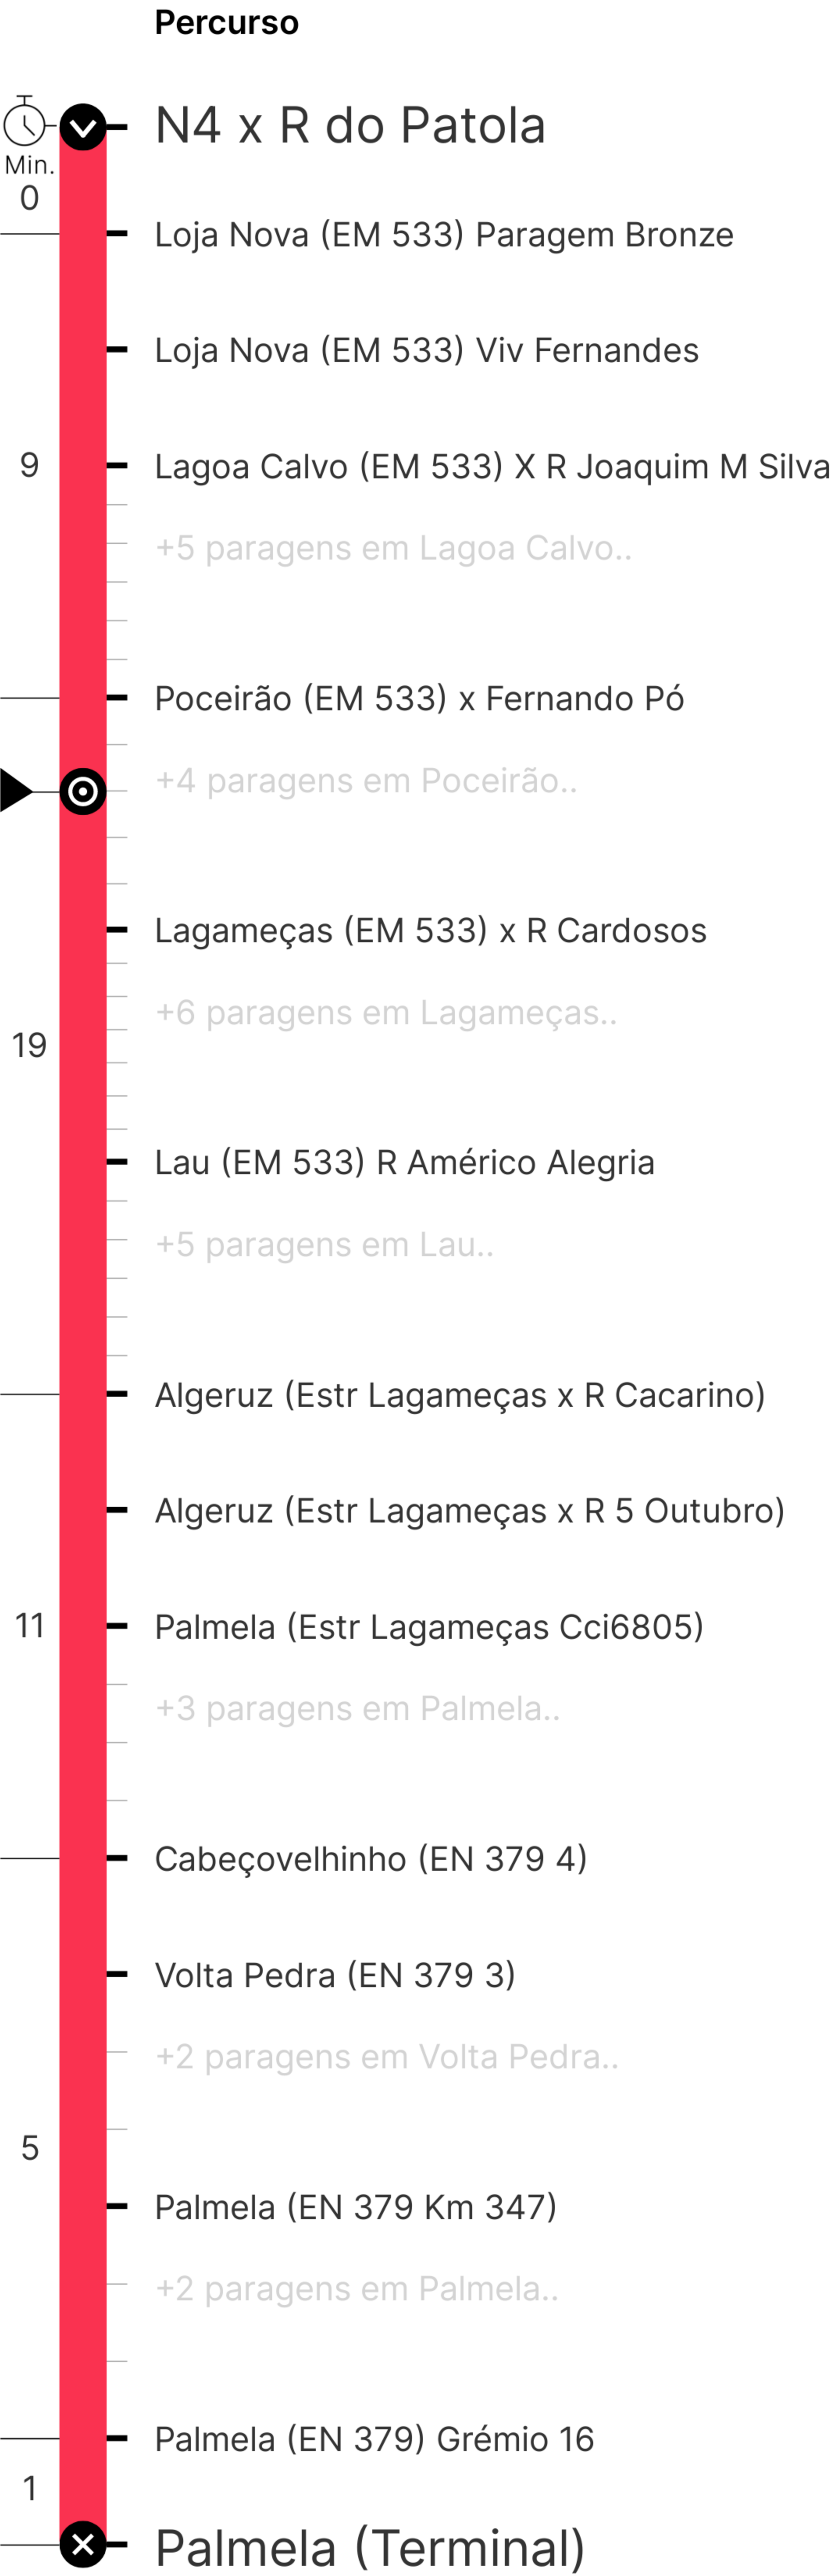 Percurso
N4 x R do Patola
Min.
0
Loja Nova (EM 533) Paragem Bronze
Loja Nova (EM 533) Viv Fernandes
9
Lagoa Calvo (EM 533) X R Joaquim M Silva
+5 paragens em Lagoa Calvo..
Poceirão (EM 533) x Fernando Pó
+4 paragens em Poceirão..
Lagameças (EM 533) x R Cardosos
+6 paragens em Lagameças..
19
Lau (EM 533) R Américo Alegria
+5 paragens em Lau..
Algeruz (Estr Lagameças x R Cacarino)
Algeruz (Estr Lagameças x R 5 Outubro)
11
Palmela (Estr Lagameças Cci6805)
+3 paragens em Palmela..
Cabeçovelhinho (EN 379 4)
Volta Pedra (EN 379 3)
+2 paragens em Volta Pedra..
5
Palmela (EN 379 Km 347)
+2 paragens em Palmela..
Palmela (EN 379) Grémio 16
1
Palmela (Terminal)